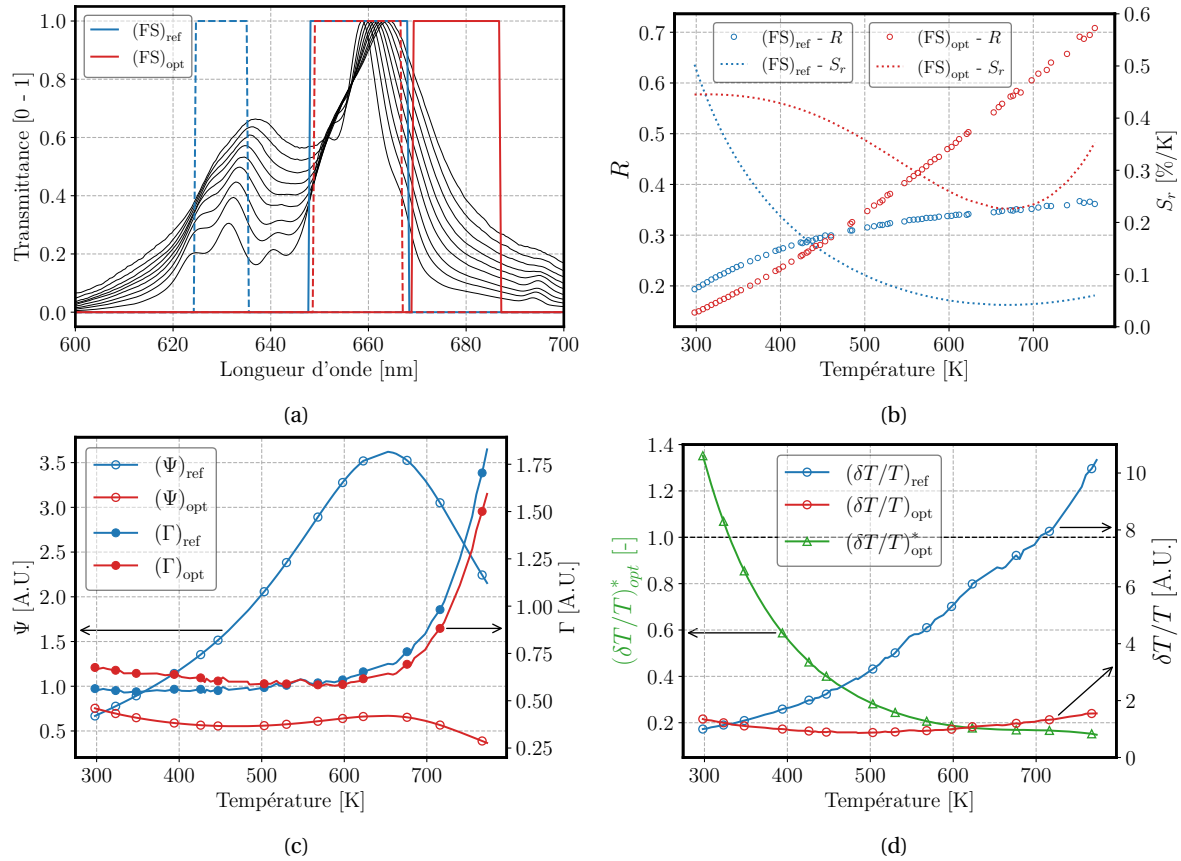 (FS)ref
(FS)opt
Transmittance [0 - 1]
1.0
0.8
0.6
0.4
0.2
0.0
600
620
640
660
680
700
Longueur d'onde [nm]
(a)
(FS)ref - R
(FS)ref - Sr
(FS)opt - R
(FS)opt - Sr
R
0.7
0.6
0.5
0.4
0.3
0.2
Sr [%/K]
0.6
0.5
0.4
0.3
0.2
0.1
0.0
300
400
500
600
700
Température [K]
(b)
(Ψ)ref
(Ψ)opt
(Γ)ref
(Γ)opt
Ψ [A.U.]
3.5
3.0
2.5
2.0
1.5
1.0
0.5
Γ [A.U.]
1.75
1.50
1.25
1.00
0.75
0.50
0.25
300
400
500
600
700
Température [K]
(c)
(δT/T)ref
(δT/T)opt
(δT/T)*opt
(δT/T)*opt [-]
1.4
1.2
1.0
0.8
0.6
0.4
0.2
δT/T [A.U.]
10
8
6
4
2
0
300
400
500
600
700
Température [K]
(d)